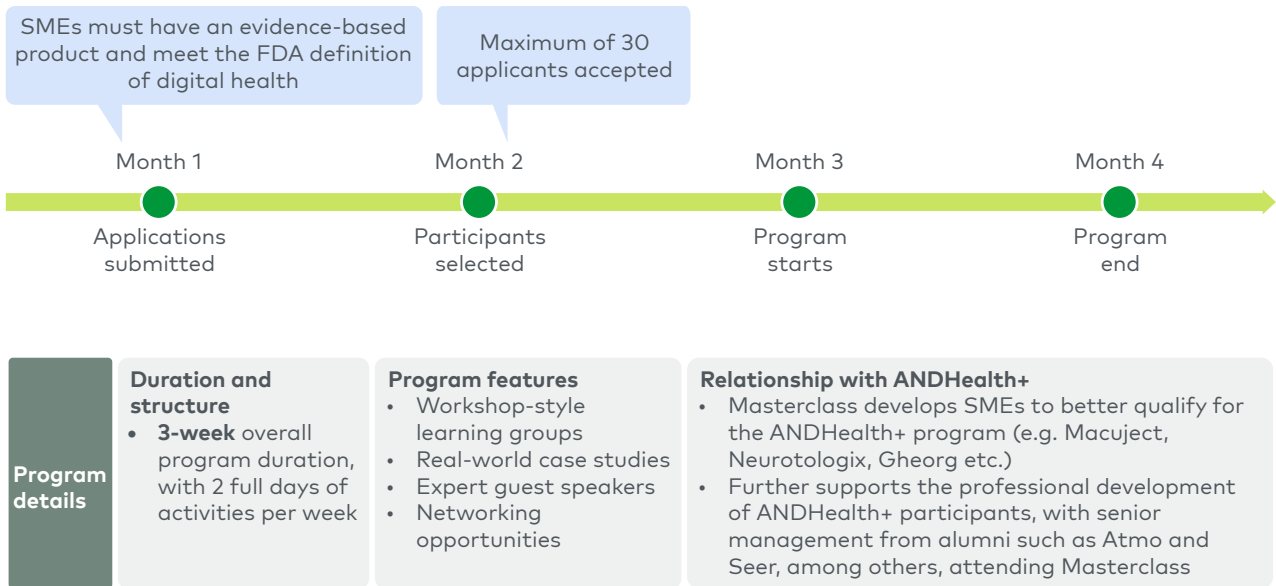 SMEs must have an evidence-based
product and meet the FDA definition
of digital health
Maximum of 30
applicants accepted
Month 1
Month 2
Month 3
Month 4
Applications
submitted
Participants
selected
Program
starts
Program
end
Program
details
Duration and
structure
• 3-week overall
program duration,
with 2 full days of
activities per week
Program features
• Workshop-style
learning groups
• Real-world case studies
• Expert guest speakers
• Networking
opportunities
Relationship with ANDHealth+
• Masterclass develops SMEs to better qualify for
the ANDHealth+ program (e.g. Macuject,
Neurotologix, Gheorg etc.)
• Further supports the professional development
of ANDHealth+ participants, with senior
management from alumni such as Atmo and
Seer, among others, attending Masterclass